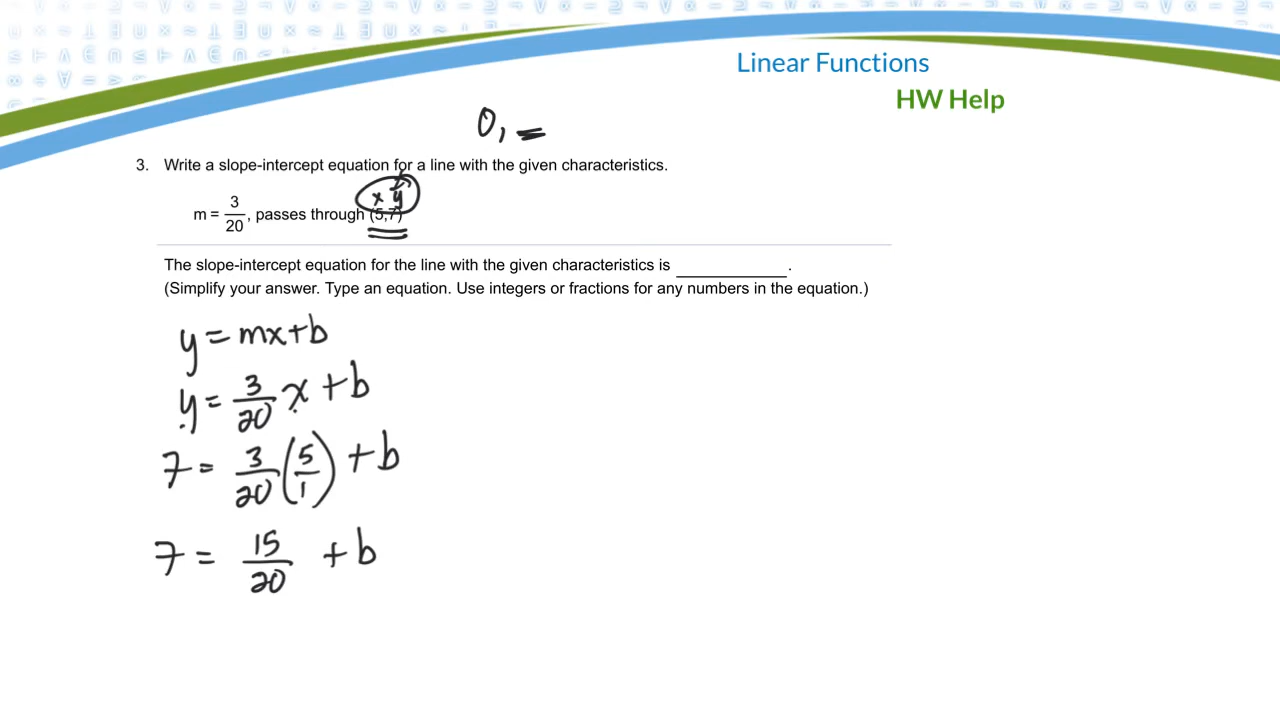 Linear Functions
HW Help
0, =
3. Write a slope-intercept equation for a line with the given characteristics.
x y
m = 3/20, passes through (5,7)
The slope-intercept equation for the line with the given characteristics is ____________.
(Simplify your answer. Type an equation. Use integers or fractions for any numbers in the equation.)
y = mx+b
y = 3/20 x + b
7 = 3/20 (5/1) + b
7 = 15/20 + b